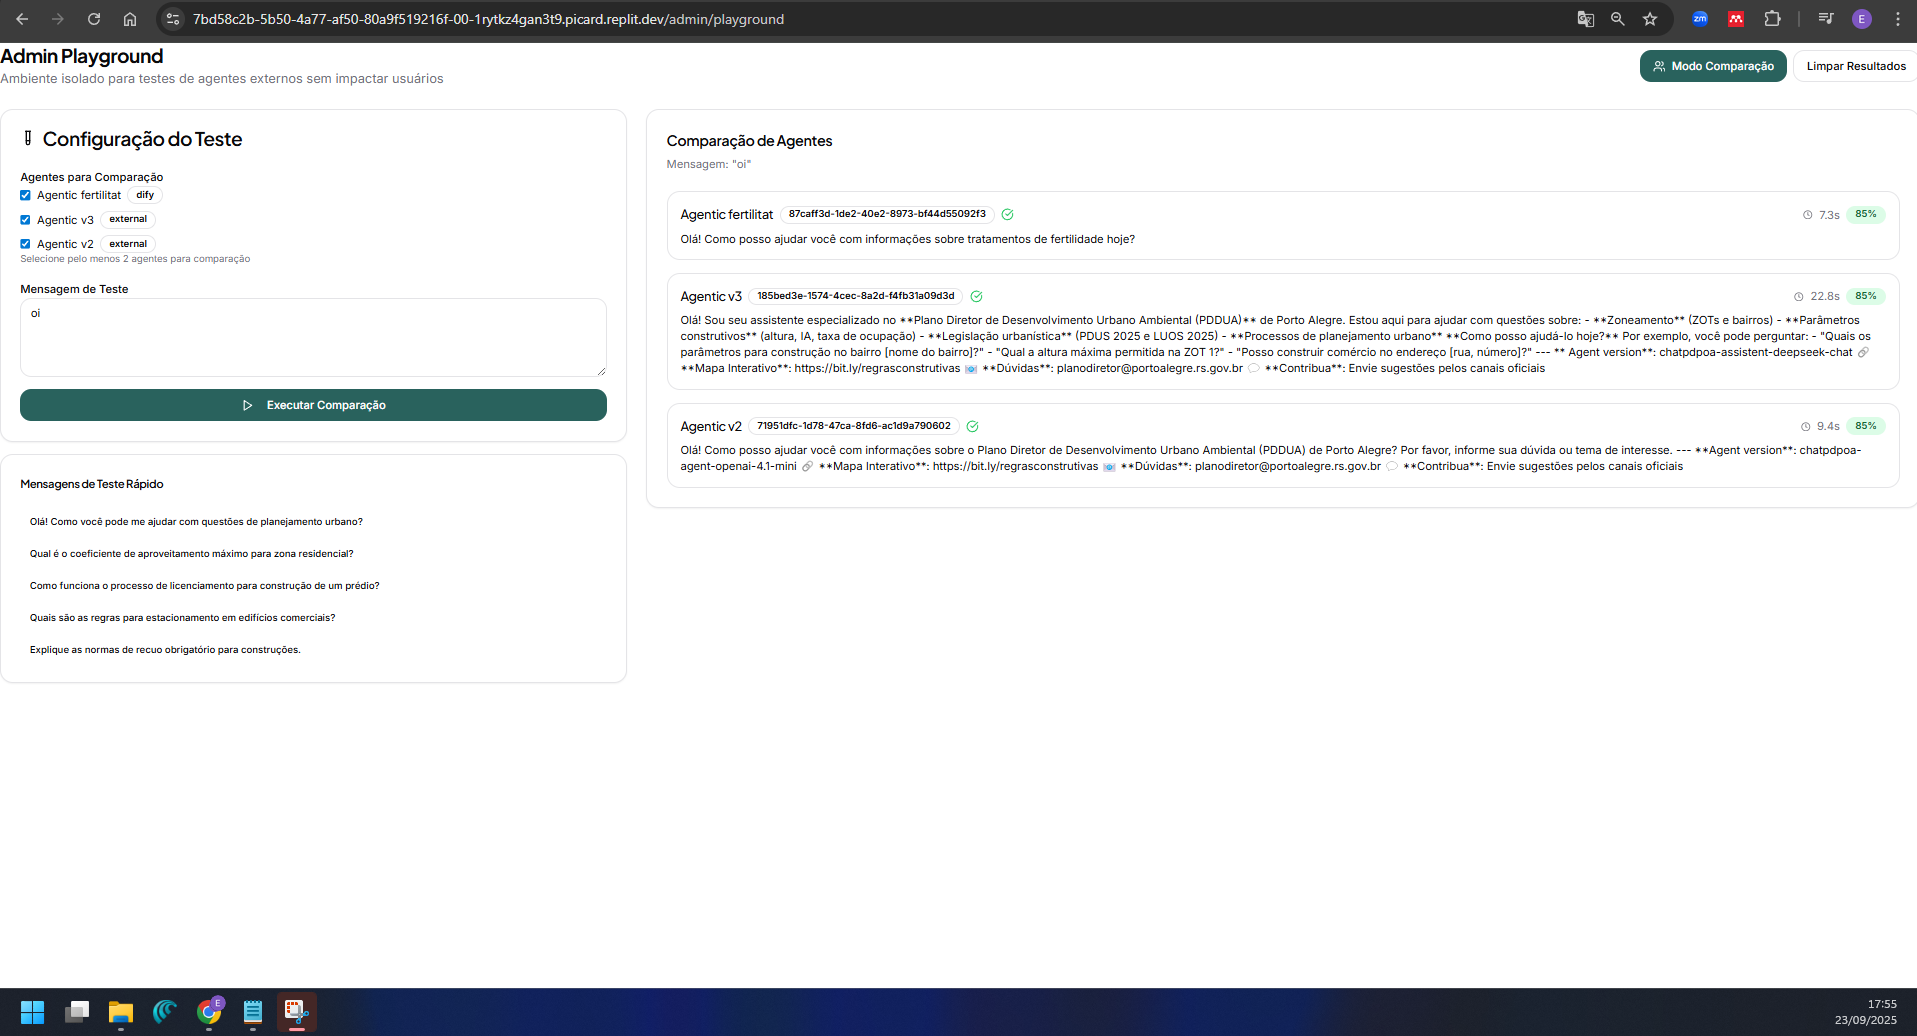 7bd58c2b-5b50-4a77-af50-80a9f519216f-00-1rytkz4gan3t9.picard.replit.dev/admin/playground
zm
E
Admin Playground
Ambiente isolado para testes de agentes externos sem impactar usuários
Modo Comparação
Limpar Resultados
Configuração do Teste
Agentes para Comparação
Agentic fertilitat dify
Agentic v3 external
Agentic v2 external
Selecione pelo menos 2 agentes para comparação
Mensagem de Teste
oi
Executar Comparação
Mensagens de Teste Rápido
Olá! Como você pode me ajudar com questões de planejamento urbano?
Qual é o coeficiente de aproveitamento máximo para zona residencial?
Como funciona o processo de licenciamento para construção de um prédio?
Quais são as regras para estacionamento em edifícios comerciais?
Explique as normas de recuo obrigatório para construções.
Comparação de Agentes
Mensagem: "oi"
Agentic fertilitat 87caff3d-1de2-40e2-8973-bf44d55092f3 7.3s 85%
Olá! Como posso ajudar você com informações sobre tratamentos de fertilidade hoje?
Agentic v3 185bed3e-1574-4cec-8a2d-f4fb31a09d3d 22.8s 85%
Olá! Sou seu assistente especializado no **Plano Diretor de Desenvolvimento Urbano Ambiental (PDDUA)** de Porto Alegre. Estou aqui para ajudar com questões sobre: - **Zoneamento** (ZOTs e bairros) - **Parâmetros
construtivos** (altura, IA, taxa de ocupação) - **Legislação urbanística** (PDUS 2025 e LUOS 2025) - **Processos de planejamento urbano** **Como posso ajudá-lo hoje?** Por exemplo, você pode perguntar: - "Quais os
parâmetros para construção no bairro [nome do bairro]?" - "Qual a altura máxima permitida na ZOT 1?" - "Posso construir comércio no endereço [rua, número]?" --- ** Agent version**: chatpdpoa-assistent-deepseek-chat 🔗
**Mapa Interativo**: https://bit.ly/regrasconstrutivas 📧 **Dúvidas**: planodiretor@portoalegre.rs.gov.br 💬 **Contribua**: Envie sugestões pelos canais oficiais
Agentic v2 71951dfc-1d78-47ca-8fd6-ac1d9a790602 9.4s 85%
Olá! Como posso ajudar você com informações sobre o Plano Diretor de Desenvolvimento Urbano Ambiental (PDDUA) de Porto Alegre? Por favor, informe sua dúvida ou tema de interesse. --- **Agent version**: chatpdpoa-
agent-openai-4.1-mini 🔗 **Mapa Interativo**: https://bit.ly/regrasconstrutivas 📧 **Dúvidas**: planodiretor@portoalegre.rs.gov.br 💬 **Contribua**: Envie sugestões pelos canais oficiais
E
17:55
23/09/2025